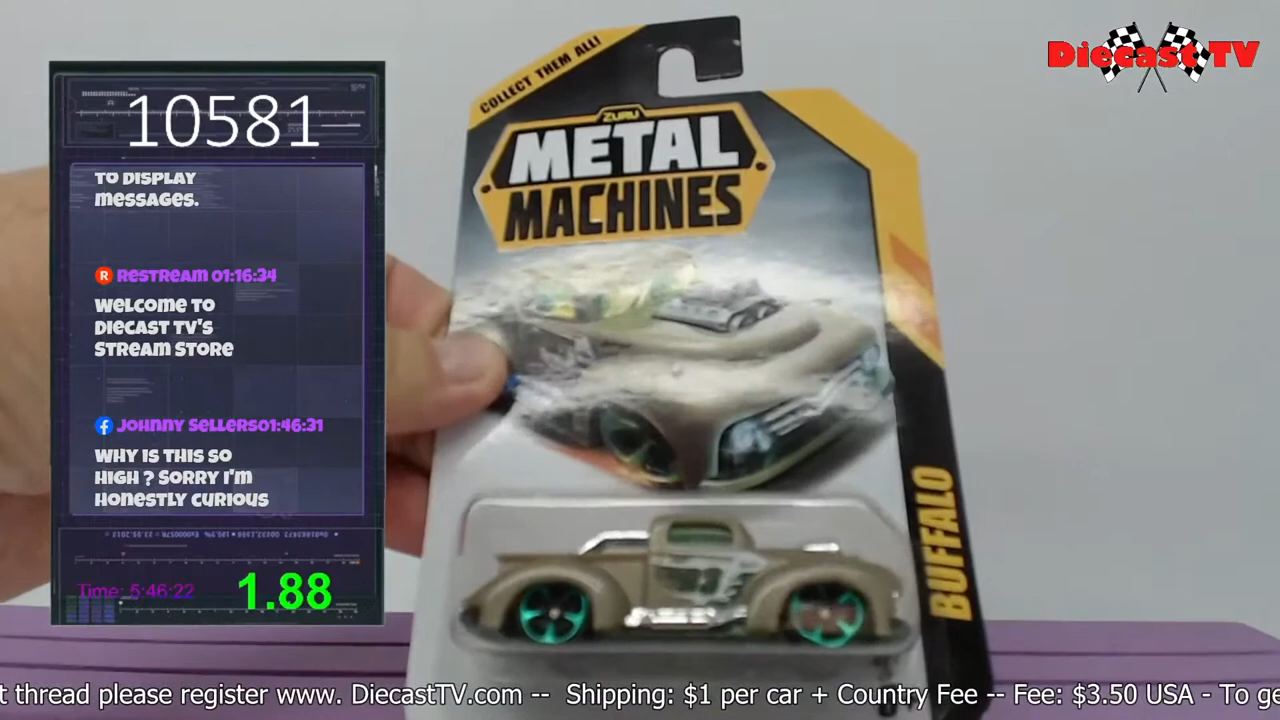 10581
TO DISPLAY
MESSAGES.
R RESTREAM 01:16:34
WELCOME TO
DIECAST TV'S
STREAM STORE
f JOHNNY SELLERS01:46:31
WHY IS THIS SO
HIGH ? SORRY I'M
HONESTLY CURIOUS
Time: 5:46:22
1.88
COLLECT THEM ALL!
ZURU
METAL
MACHINES
BUFFALO
Diecast TV
t thread please register www. DiecastTV.com -- Shipping: $1 per car + Country Fee -- Fee: $3.50 USA - To ge